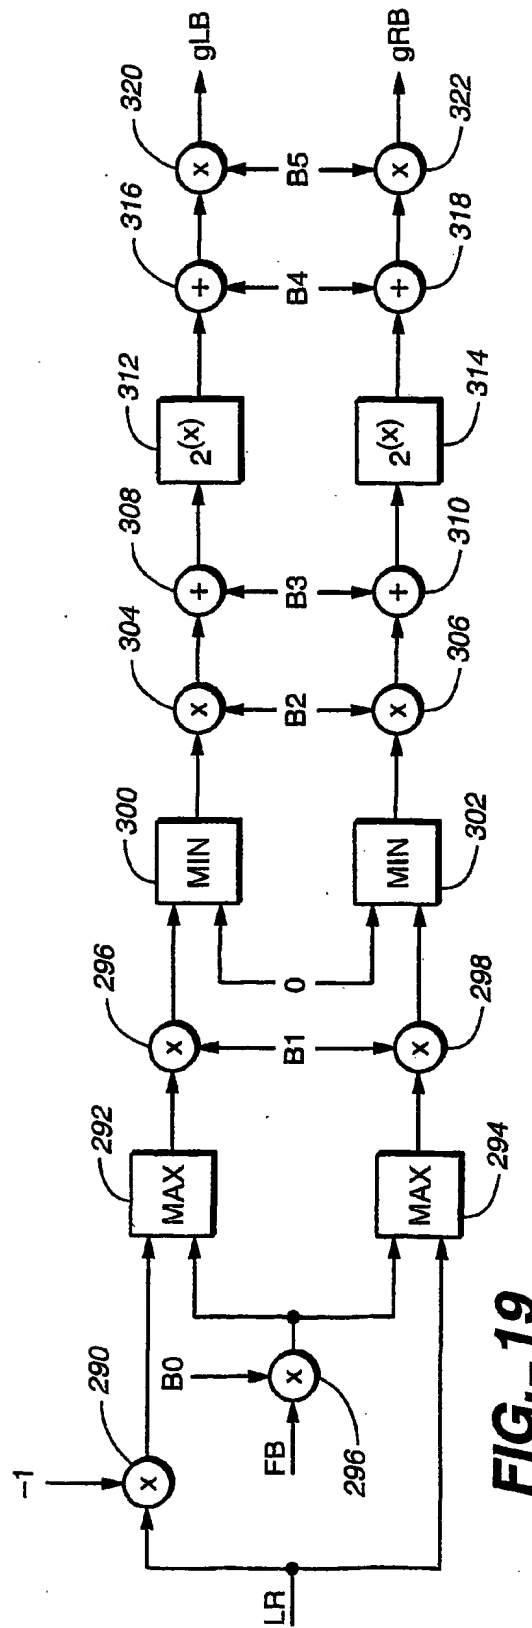 LR
-1
290
FB
B0
296
292
MAX
MAX
294
296
B1
298
0
300
MIN
MIN
302
304
B2
306
308
B3
310
312
2(x)
2(x)
314
316
B4
318
320
B5
322
gLB
gRB
x
x
x
x
x
x
x
+
+
+
+
x
x
FIG._19